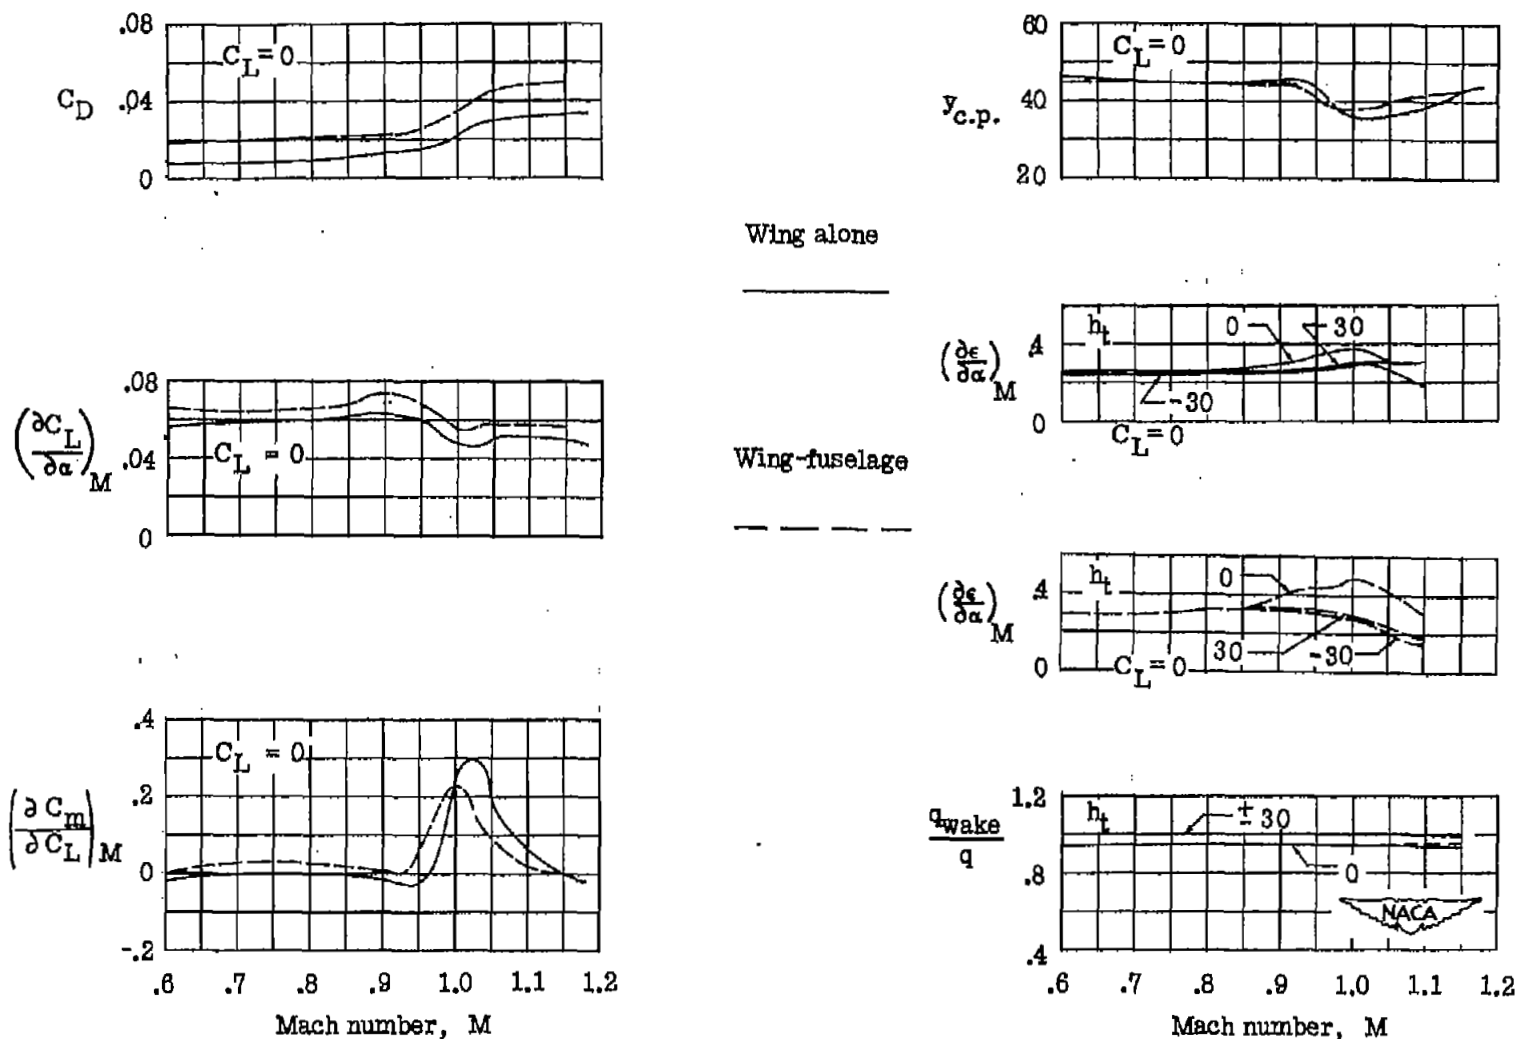 .08
C_L = 0
C_D
.04
0
.08
(∂C_L/∂α)_M
.04
C_L = 0
0
.4
C_L = 0
.2
(∂C_m/∂C_L)_M
0
-.2
.6 .7 .8 .9 1.0 1.1 1.2
Mach number, M
Wing alone
Wing-fuselage
60
C_L = 0
y_c.p.
40
20
h_t
0 30
(∂ϵ/∂α)_M
.4
-30
0
C_L = 0
h_t
0
.4
(∂ϵ/∂α)_M
30 -30
0
C_L = 0
1.2
h_t
± 30
q_wake/q
.8
0
NACA
.4
.6 .7 .8 .9 1.0 1.1 1.2
Mach number, M